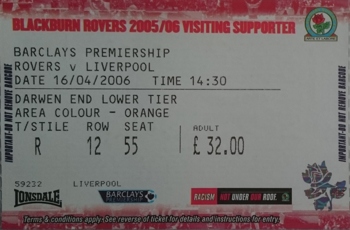 BLACKBURN ROVERS 2005/06 VISITING SUPPORTER
BARCLAYS PREMIERSHIP
ROVERS v LIVERPOOL
DATE 16/04/2006 TIME 14:30
DARWEN END LOWER TIER
AREA COLOUR - ORANGE
T/STILE ROW SEAT ADULT
R 12 55 £ 32.00
59232 LIVERPOOL
LONSDALE BARCLAYS PREMIERSHIP RACISM NOT UNDER OUR ROOF.
Terms & conditions apply. See reverse of ticket for details and instructions for entry.
IMPORTANT-DO NOT REMOVE BARCODE
IMPORTANT-DO NOT REMOVE BARCODE